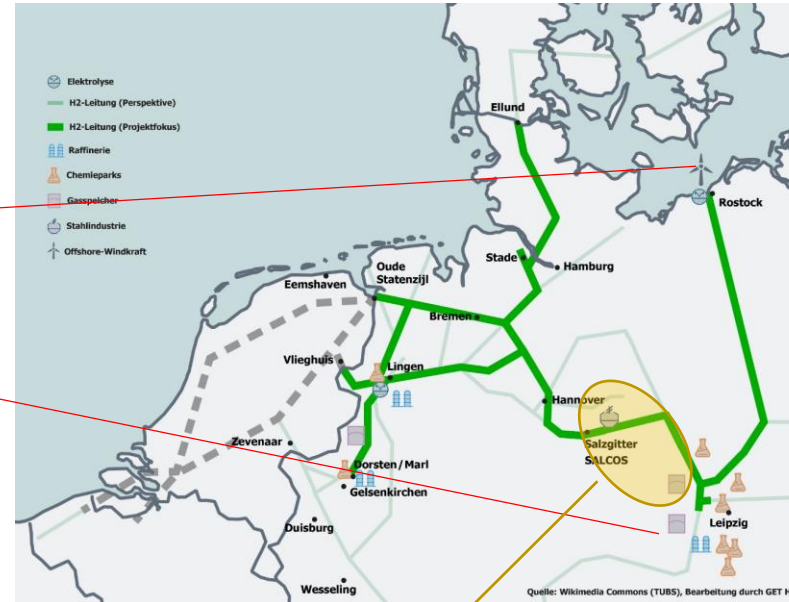 Elektrolyse
H2-Leitung (Perspektive)
H2-Leitung (Projektfokus)
Raffinerie
Chemieparks
Gasspeicher
Stahlindustrie
Offshore-Windkraft
Ellund
Rostock
Stade
Hamburg
Oude
Statenzijl
Eemshaven
Bremen
Vlieghuis
Lingen
Hannover
Zevenaar
Salzgitter
SALCOS
Dorsten/Marl
Gelsenkirchen
Leipzig
Duisburg
Wesseling
Quelle: Wikimedia Commons (TUBS), Bearbeitung durch GET H